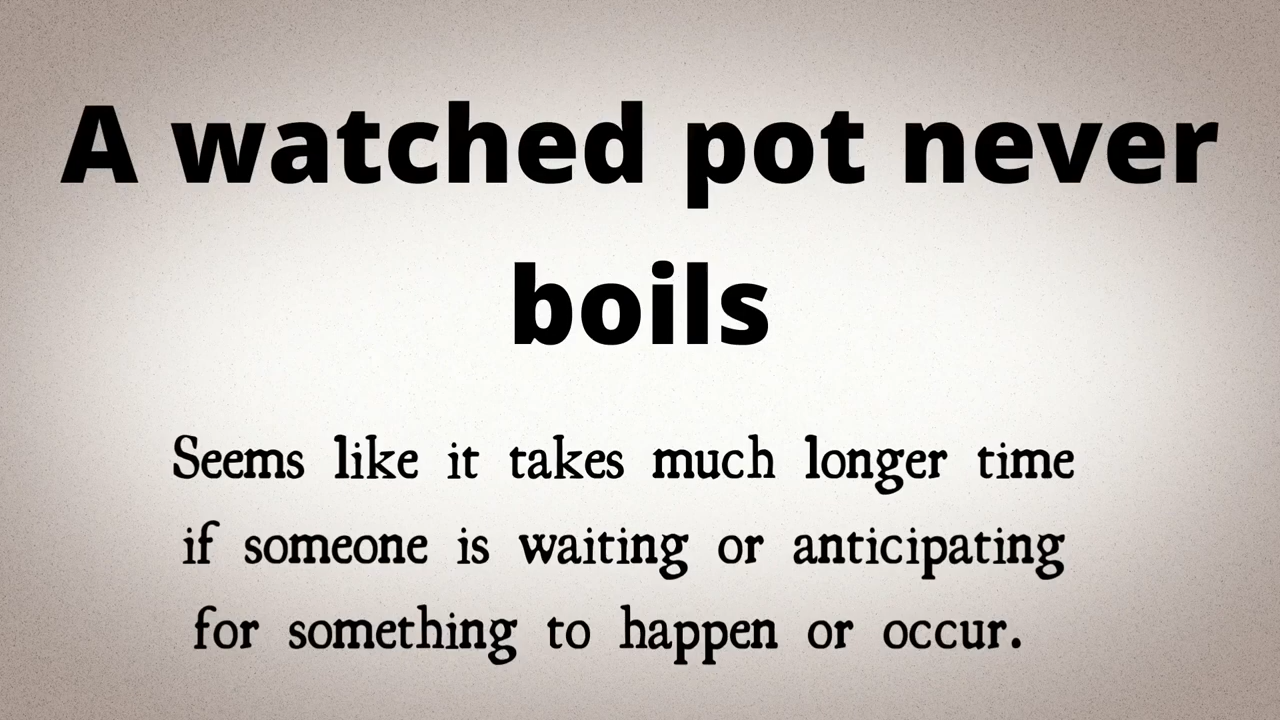 A watched pot never
boils
Seems like it takes much longer time
if someone is waiting or anticipating
for something to happen or occur.